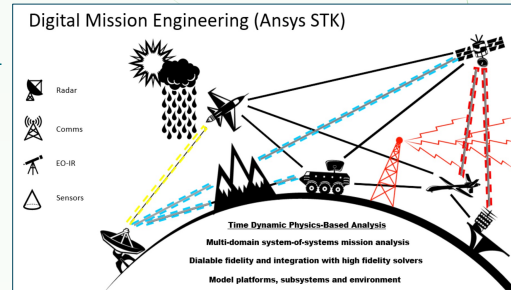 Digital Mission Engineering (Ansys STK)
Radar
Comms
EO-IR
Sensors
Time Dynamic Physics-Based Analysis
Multi-domain system-of-systems mission analysis
Dialable fidelity and integration with high fidelity solvers
Model platforms, subsystems and environment